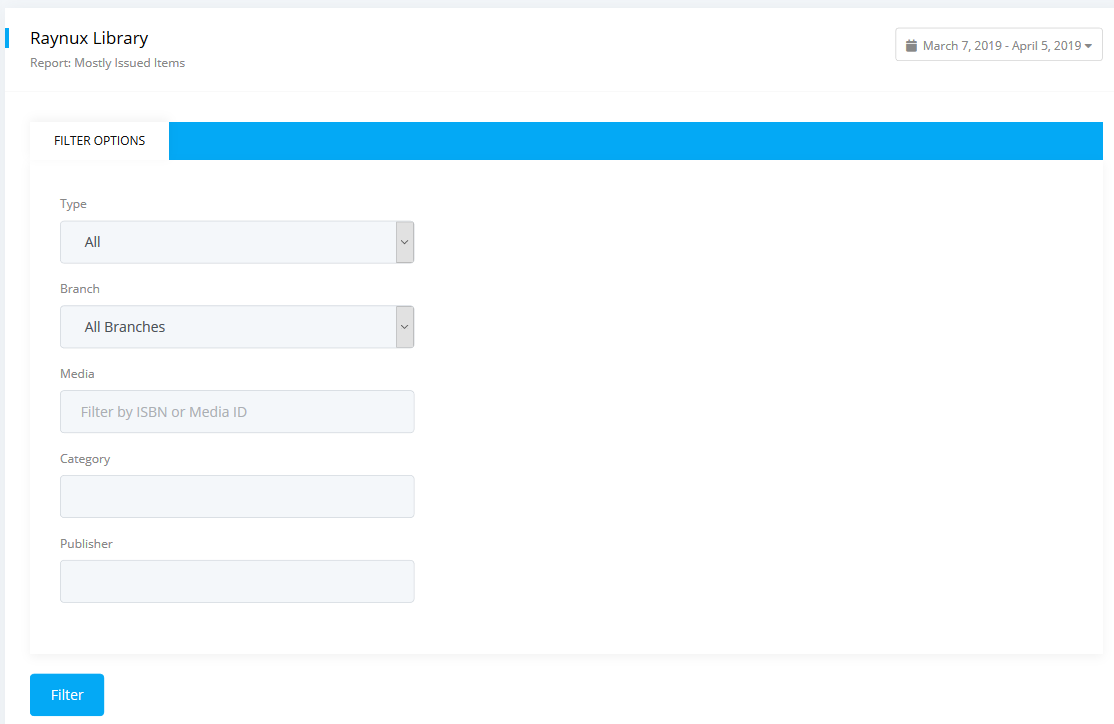 Raynux Library
Report: Mostly Issued Items
March 7, 2019 - April 5, 2019
FILTER OPTIONS
Type
All
Branch
All Branches
Media
Filter by ISBN or Media ID
Category
Publisher
Filter